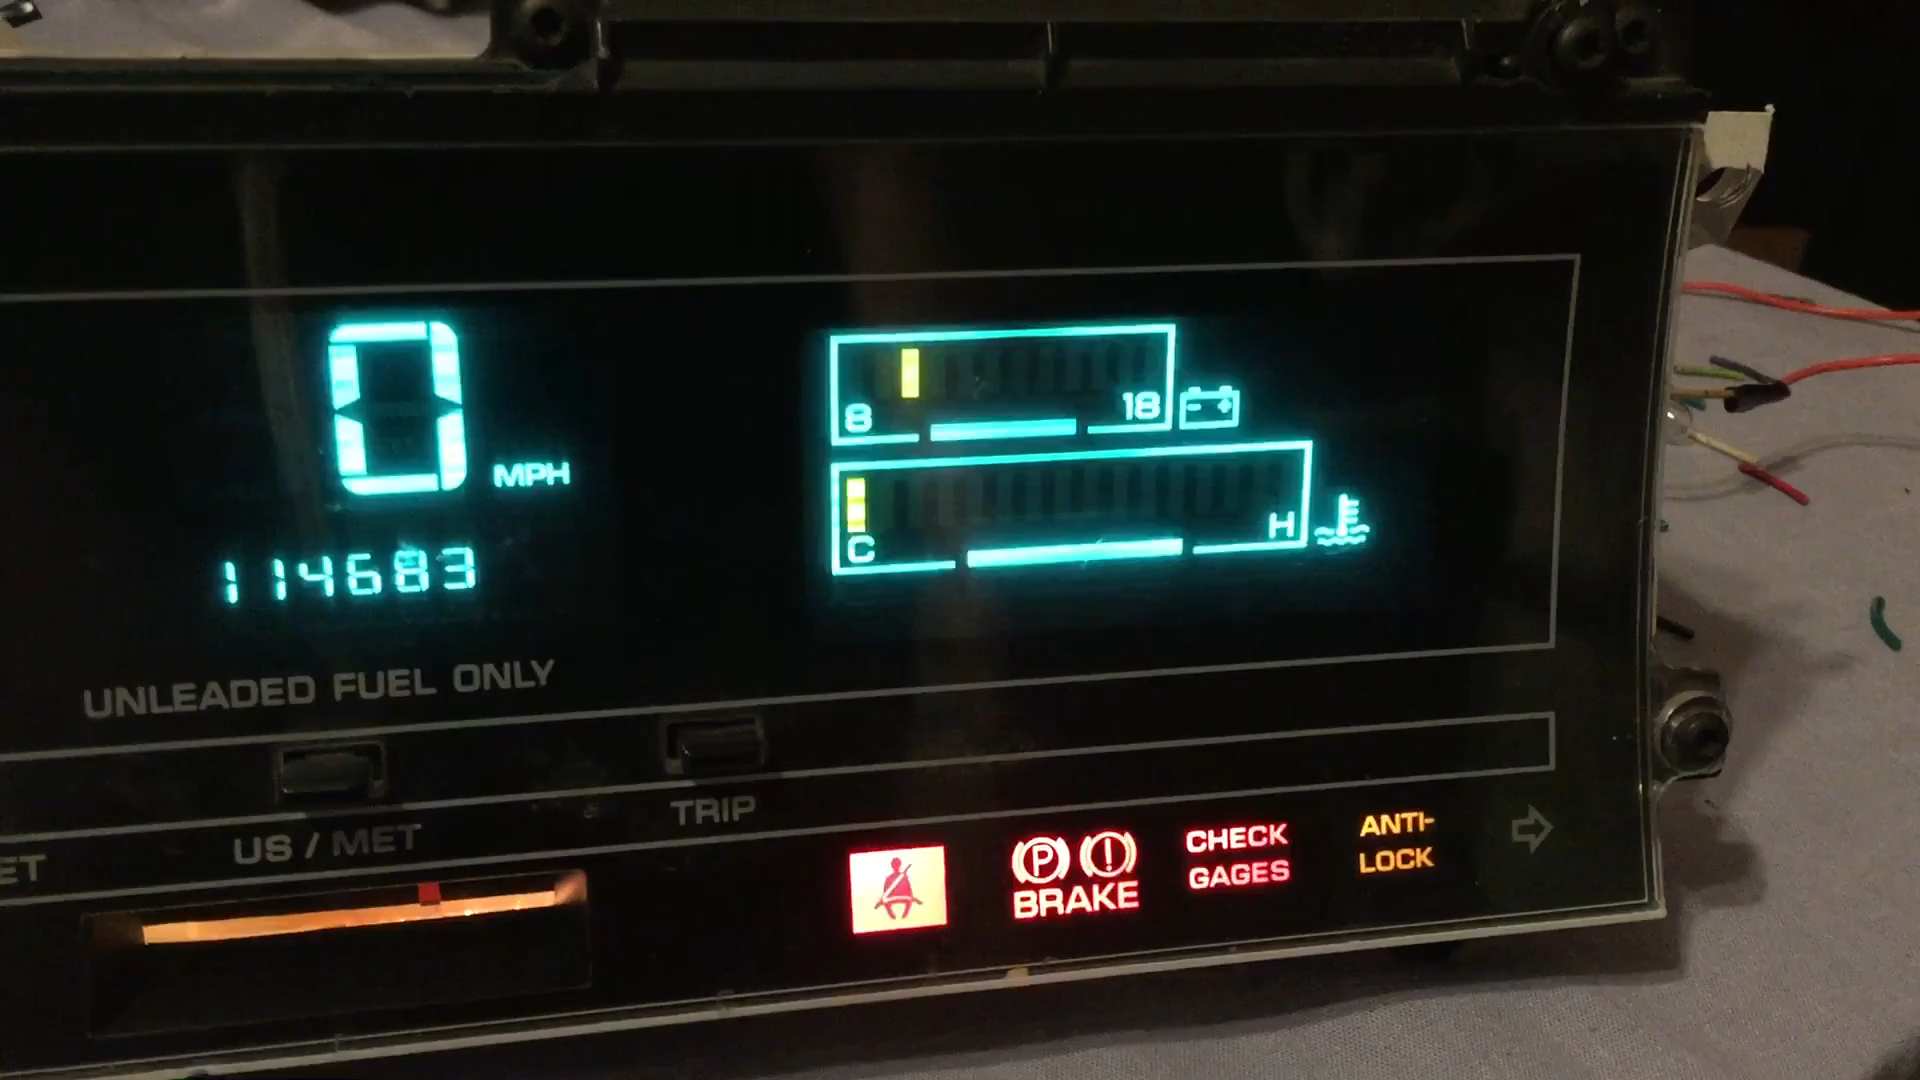 0 MPH
114683
8 18
C H
UNLEADED FUEL ONLY
ET
US / MET
TRIP
P ! BRAKE
CHECK
GAGES
ANTI-
LOCK